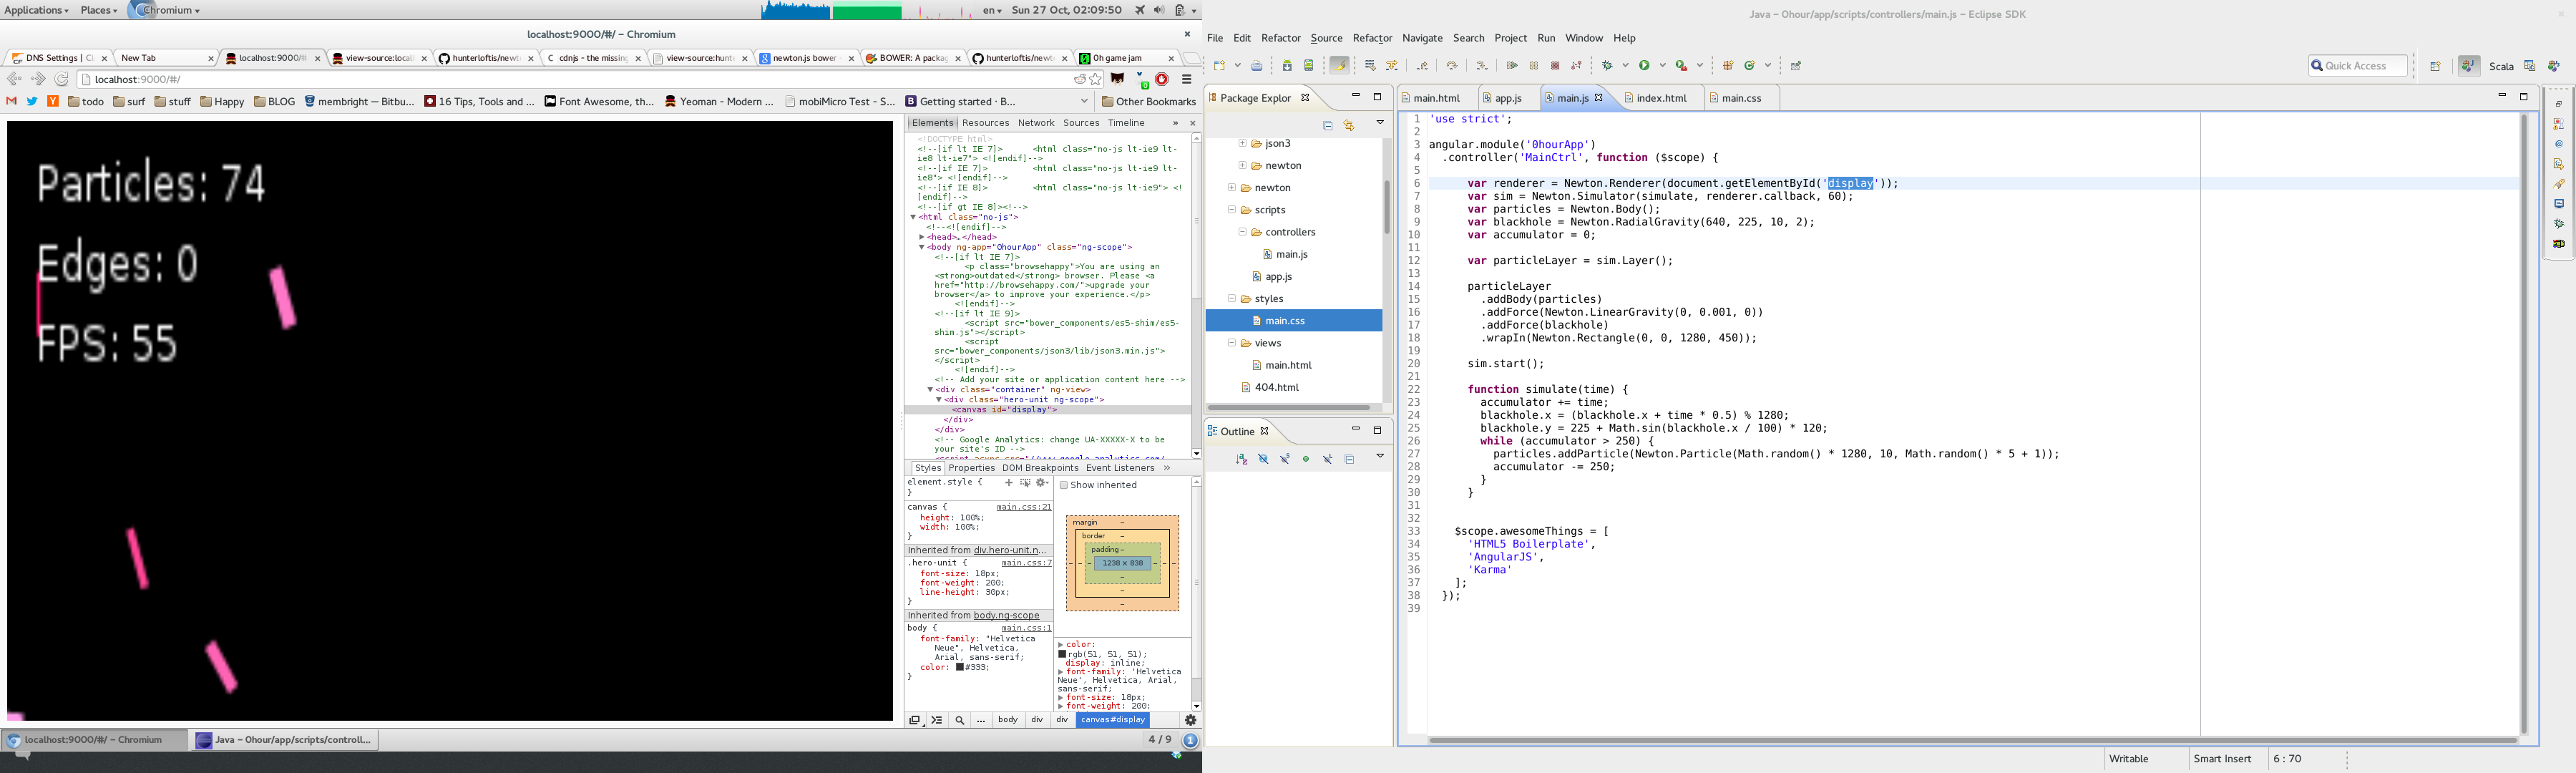 Applications Places Chromium en Sun 27 Oct, 02:09:50
localhost:9000/#/ – Chromium
DNS Settings | C New Tab localhost:9000/# view-source:local hunterloftis/newt cdnjs - the missing view-source:hunt newton.js bower - BOWER: A packag hunterloftis/newt 0h game jam
localhost:9000/#/
todo surf stuff Happy BLOG membright — Bitbu... 16 Tips, Tools and ... Font Awesome, th... Yeoman - Modern ... mobiMicro Test - S... Getting started · B... Other Bookmarks
Particles: 74
Edges: 0
FPS: 55
Elements Resources Network Sources Timeline »
<!DOCTYPE html>
<!--[if lt IE 7]> <html class="no-js lt-ie9 lt-
ie8 lt-ie7"> <![endif]-->
<!--[if IE 7]> <html class="no-js lt-ie9 lt-
ie8"> <![endif]-->
<!--[if IE 8]> <html class="no-js lt-ie9"> <!
[endif]-->
<!--[if gt IE 8]><!-->
<html class="no-js">
<!--<![endif]-->
<head>…</head>
<body ng-app="0hourApp" class="ng-scope">
<!--[if lt IE 7]>
<p class="browsehappy">You are using an
<strong>outdated</strong> browser. Please <a
href="http://browsehappy.com/">upgrade your
browser</a> to improve your experience.</p>
<![endif]-->
<!--[if lt IE 9]>
<script src="bower_components/es5-shim/es5-
shim.js"></script>
<script
src="bower_components/json3/lib/json3.min.js">
</script>
<![endif]-->
<!-- Add your site or application content here -->
<div class="container" ng-view>
<div class="hero-unit ng-scope">
<canvas id="display">
</div>
</div>
<!-- Google Analytics: change UA-XXXXX-X to be
your site's ID -->
Styles Properties DOM Breakpoints Event Listeners »
element.style {
}
canvas { main.css:21
height: 100%;
width: 100%;
}
Inherited from div.hero-unit.n...
.hero-unit { main.css:7
font-size: 18px;
font-weight: 200;
line-height: 30px;
}
Inherited from body.ng-scope
body { main.css:1
font-family: "Helvetica
Neue", Helvetica,
Arial, sans-serif;
color: #333;
}
Show inherited
margin –
border –
padding –
1238 × 838
color:
rgb(51, 51, 51);
display: inline;
font-family: 'Helvetica
Neue', Helvetica, Arial,
sans-serif;
font-size: 18px;
font-weight: 200;
... body div div canvas#display
localhost:9000/#/ – Chromium Java – 0hour/app/scripts/controll... 4 / 9 1
Java – 0hour/app/scripts/controllers/main.js – Eclipse SDK
File Edit Refactor Source Refactor Navigate Search Project Run Window Help
Quick Access Scala
Package Explor
json3
newton
newton
scripts
controllers
main.js
app.js
styles
main.css
views
main.html
404.html
Outline
main.html app.js main.js index.html main.css
1 'use strict';
2
3 angular.module('0hourApp')
4 .controller('MainCtrl', function ($scope) {
5
6 var renderer = Newton.Renderer(document.getElementById('display'));
7 var sim = Newton.Simulator(simulate, renderer.callback, 60);
8 var particles = Newton.Body();
9 var blackhole = Newton.RadialGravity(640, 225, 10, 2);
10 var accumulator = 0;
11
12 var particleLayer = sim.Layer();
13
14 particleLayer
15 .addBody(particles)
16 .addForce(Newton.LinearGravity(0, 0.001, 0))
17 .addForce(blackhole)
18 .wrapIn(Newton.Rectangle(0, 0, 1280, 450));
19
20 sim.start();
21
22 function simulate(time) {
23 accumulator += time;
24 blackhole.x = (blackhole.x + time * 0.5) % 1280;
25 blackhole.y = 225 + Math.sin(blackhole.x / 100) * 120;
26 while (accumulator > 250) {
27 particles.addParticle(Newton.Particle(Math.random() * 1280, 10, Math.random() * 5 + 1));
28 accumulator -= 250;
29 }
30 }
31
32
33 $scope.awesomeThings = [
34 'HTML5 Boilerplate',
35 'AngularJS',
36 'Karma'
37 ];
38 });
39
Writable Smart Insert 6 : 70